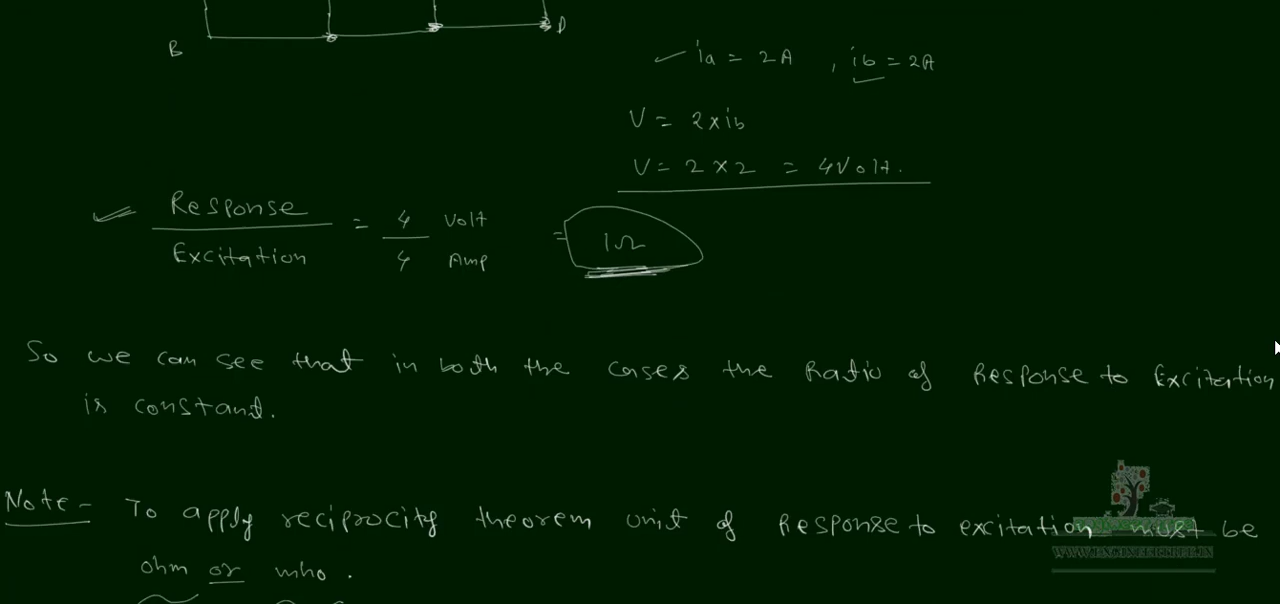 B
D
ia = 2A , ib = 2A
V = 2×ib
V = 2×2 = 4Volt.
Response = 4 Volt = 1Ω
Excitation 4 Amp
So we can see that in both the cases the Ratio of Response to Excitation
is constant.
Note- To apply reciprocity theorem unit of Response to excitation must be
ohm or mho.